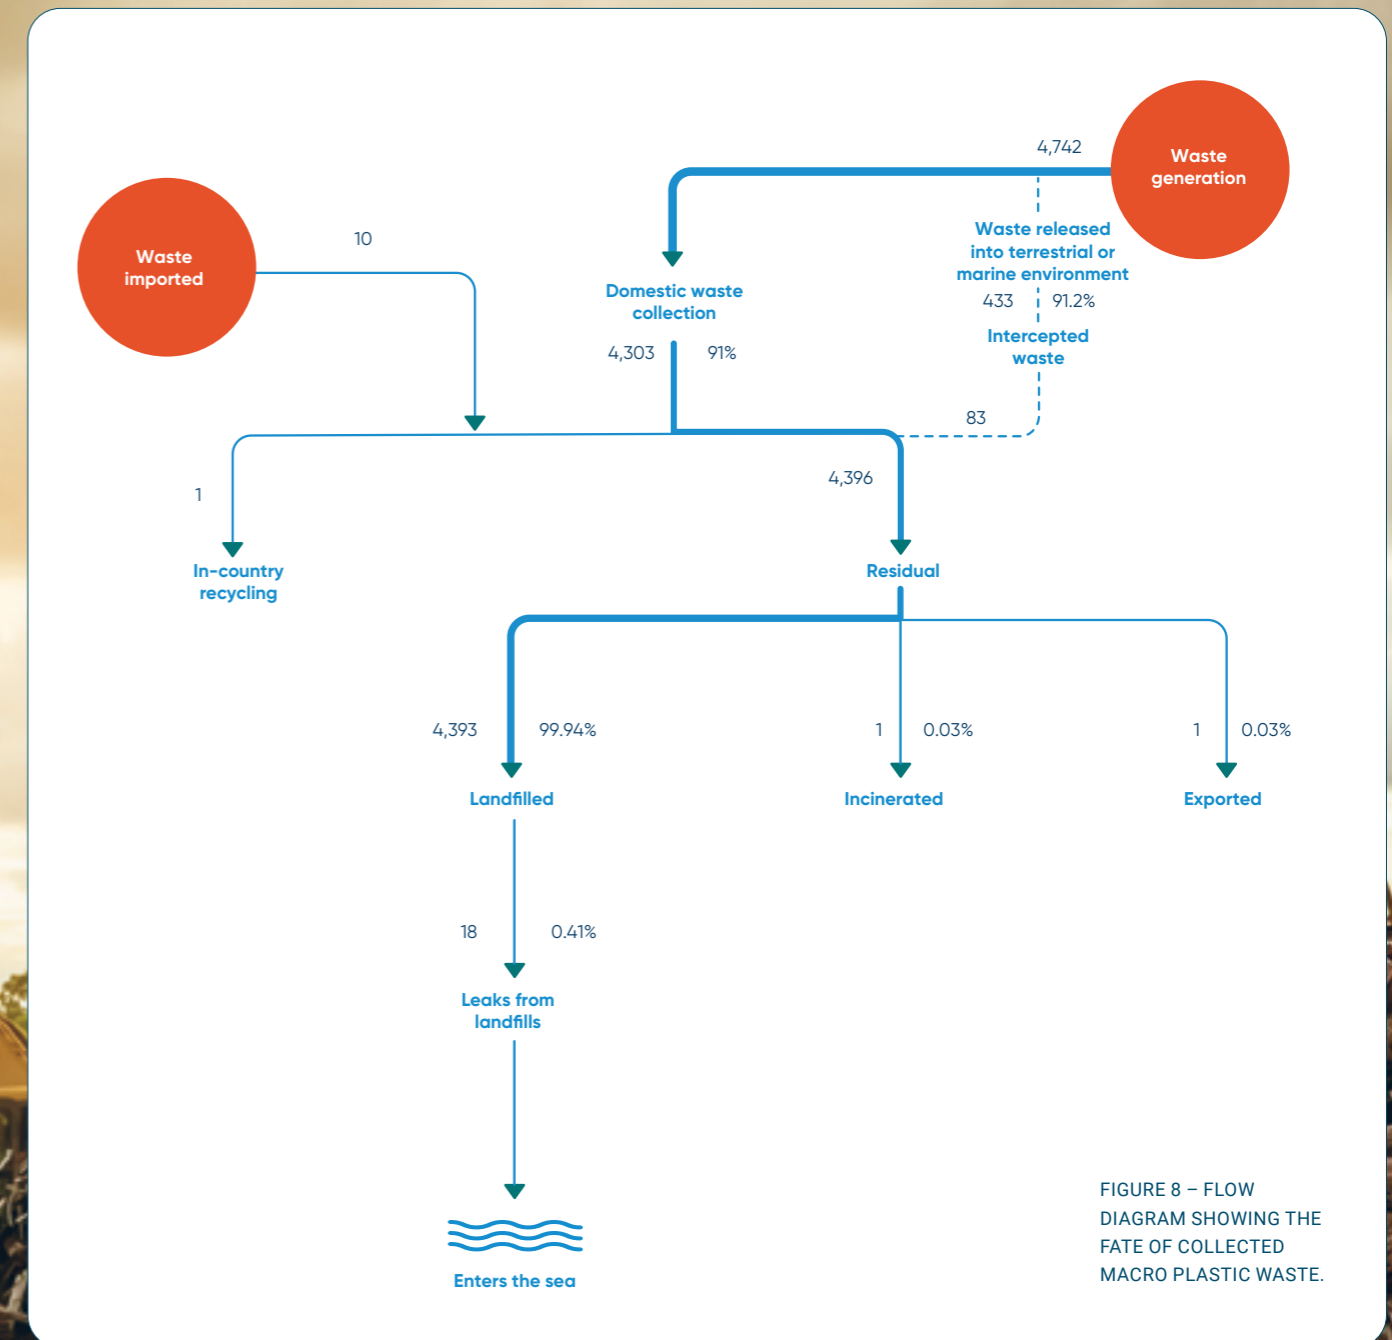 4,742
Waste
generation
Waste
imported
10
Waste released
into terrestrial or
marine environment
433 91.2%
Intercepted
waste
83
Domestic waste
collection
4,303 91%
4,396
1
In-country
recycling
Residual
4,393 99.94%
1 0.03%
1 0.03%
Landfilled
Incinerated
Exported
18 0.41%
Leaks from
landfills
Enters the sea
FIGURE 8 – FLOW
DIAGRAM SHOWING THE
FATE OF COLLECTED
MACRO PLASTIC WASTE.